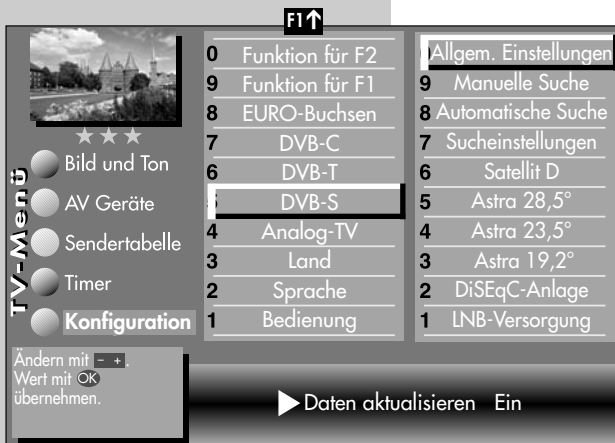 F1↑
TV-Menü
Bild und Ton
AV Geräte
Sendertabelle
Timer
Konfiguration
0 Funktion für F2
9 Funktion für F1
8 EURO-Buchsen
7 DVB-C
6 DVB-T
5 DVB-S
4 Analog-TV
3 Land
2 Sprache
1 Bedienung
0 Allgem. Einstellungen
9 Manuelle Suche
8 Automatische Suche
7 Sucheinstellungen
6 Satellit D
5 Astra 28,5°
4 Astra 23,5°
3 Astra 19,2°
2 DiSEqC-Anlage
1 LNB-Versorgung
Ändern mit - +.
Wert mit OK
übernehmen.
Daten aktualisieren Ein